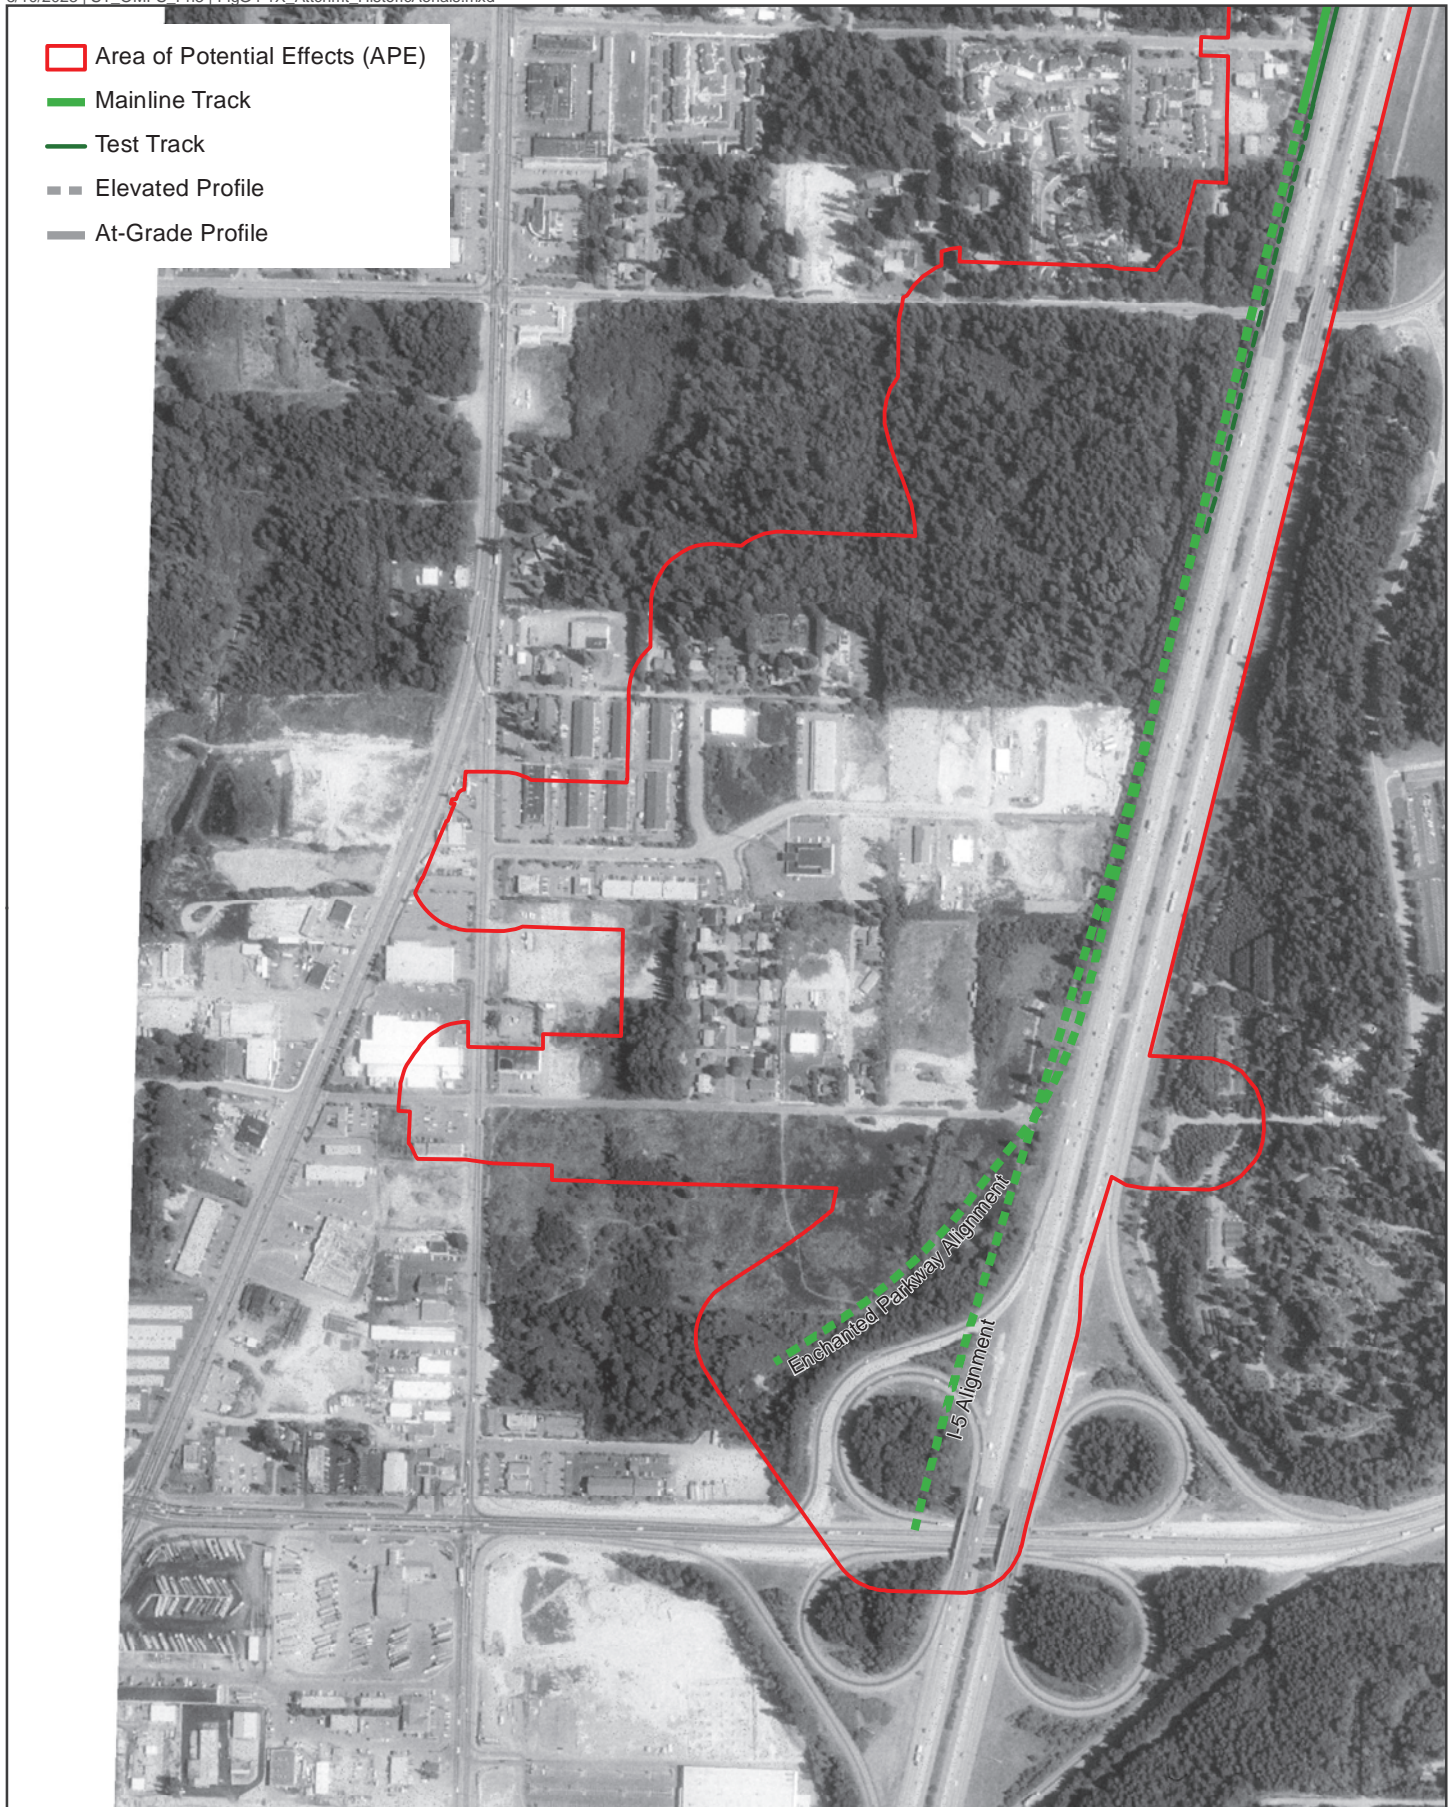 Area of Potential Effects (APE)
Mainline Track
Test Track
Elevated Profile
At-Grade Profile
Enchanted Parkway Alignment
I-5 Alignment